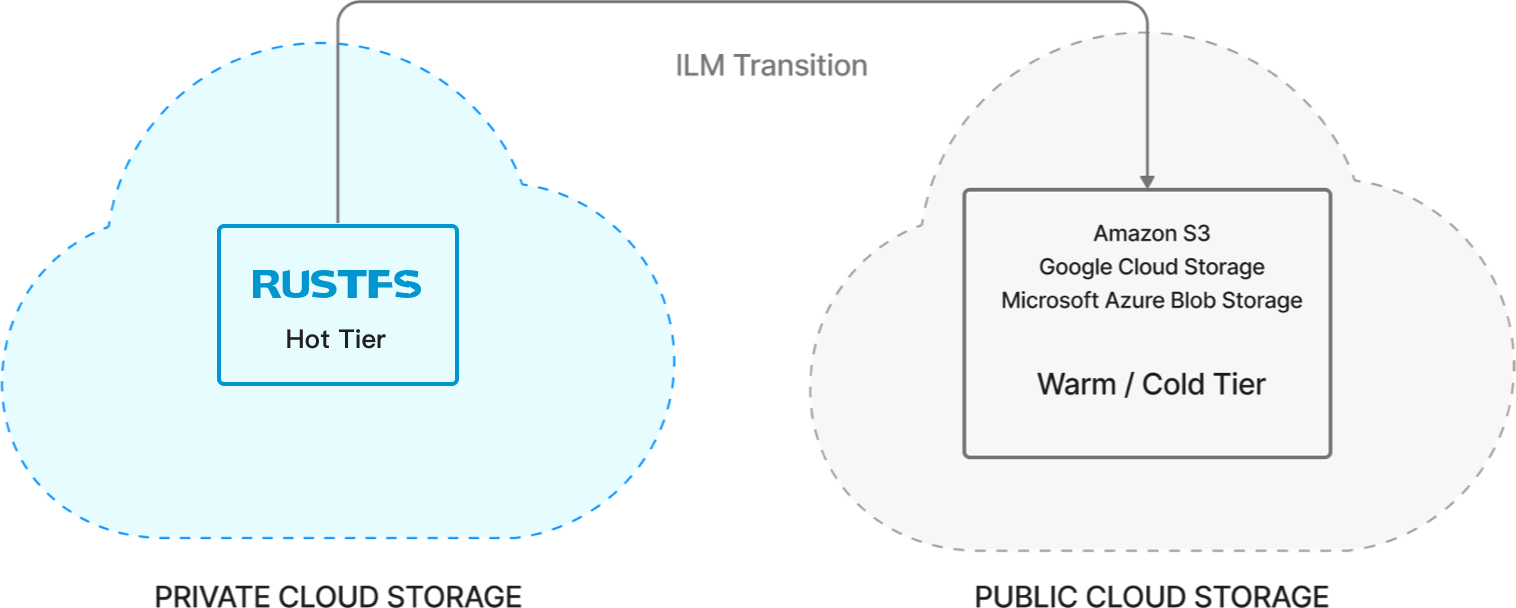 ILM Transition
RUSTFS
Hot Tier
Amazon S3
Google Cloud Storage
Microsoft Azure Blob Storage
Warm / Cold Tier
PRIVATE CLOUD STORAGE
PUBLIC CLOUD STORAGE